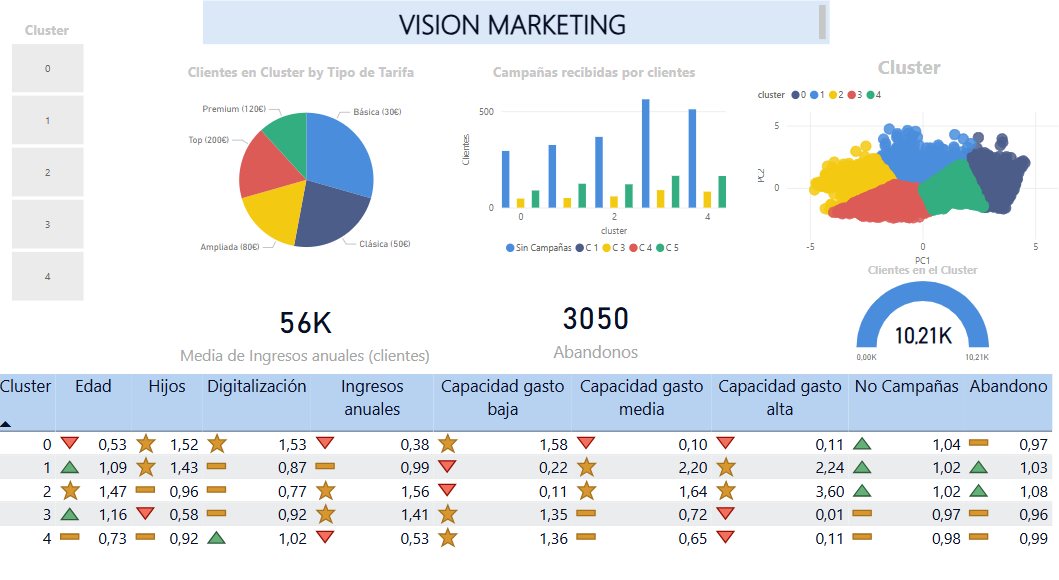 VISION MARKETING
Cluster
0
1
2
3
4
Clientes en Cluster by Tipo de Tarifa
Premium (120€)
Básica (30€)
Top (200€)
Ampliada (80€)
Clásica (50€)
Campañas recibidas por clientes
500
Clientes
0
0 2 4
cluster
Sin Campañas C 1 C 3 C 4 C 5
Cluster
cluster 0 1 2 3 4
5
PC2
0
-5 0 5
PC1
Clientes en el Cluster
10,21K
0,00K 10,21K
56K
Media de Ingresos anuales (clientes)
3050
Abandonos
Cluster Edad Hijos Digitalización Ingresos anuales Capacidad gasto baja Capacidad gasto media Capacidad gasto alta No Campañas Abandono
0 0,53 1,52 1,53 0,38 1,58 0,10 0,11 1,04 0,97
1 1,09 1,43 0,87 0,99 0,22 2,20 2,24 1,02 1,03
2 1,47 0,96 0,77 1,56 0,11 1,64 3,60 1,02 1,08
3 1,16 0,58 0,92 1,41 1,35 0,72 0,01 0,97 0,96
4 0,73 0,92 1,02 0,53 1,36 0,65 0,11 0,98 0,99